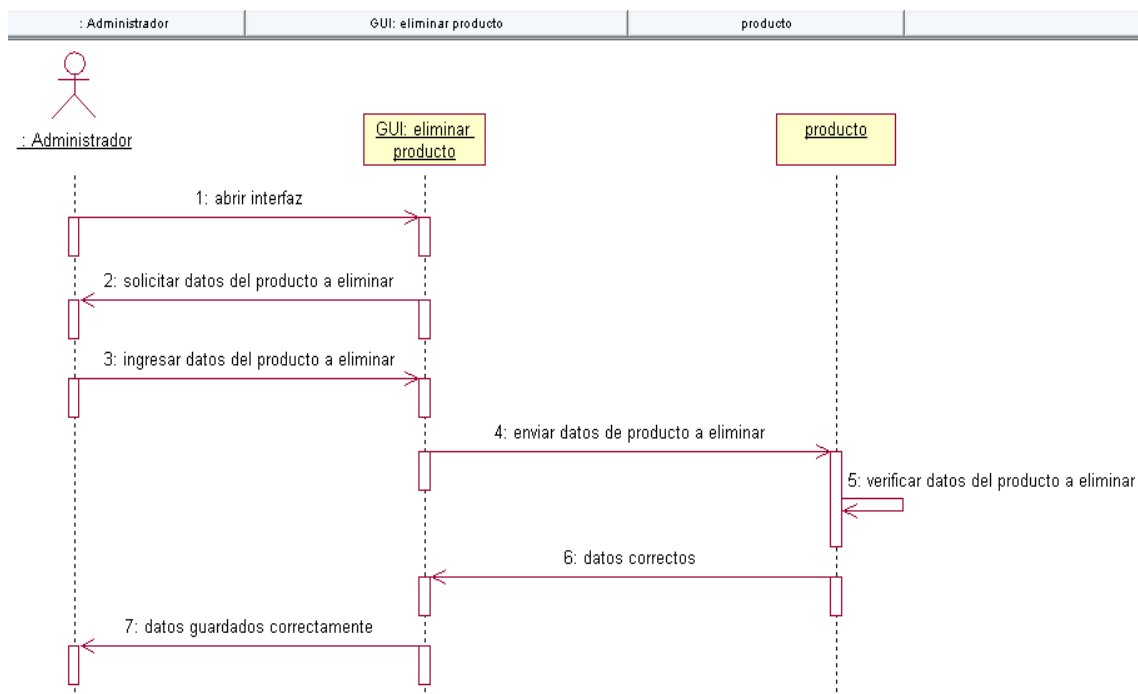 : Administrador
GUI: eliminar producto
producto
: Administrador
GUI: eliminar
producto
producto
1: abrir interfaz
2: solicitar datos del producto a eliminar
3: ingresar datos del producto a eliminar
4: enviar datos de producto a eliminar
5: verificar datos del producto a eliminar
6: datos correctos
7: datos guardados correctamente